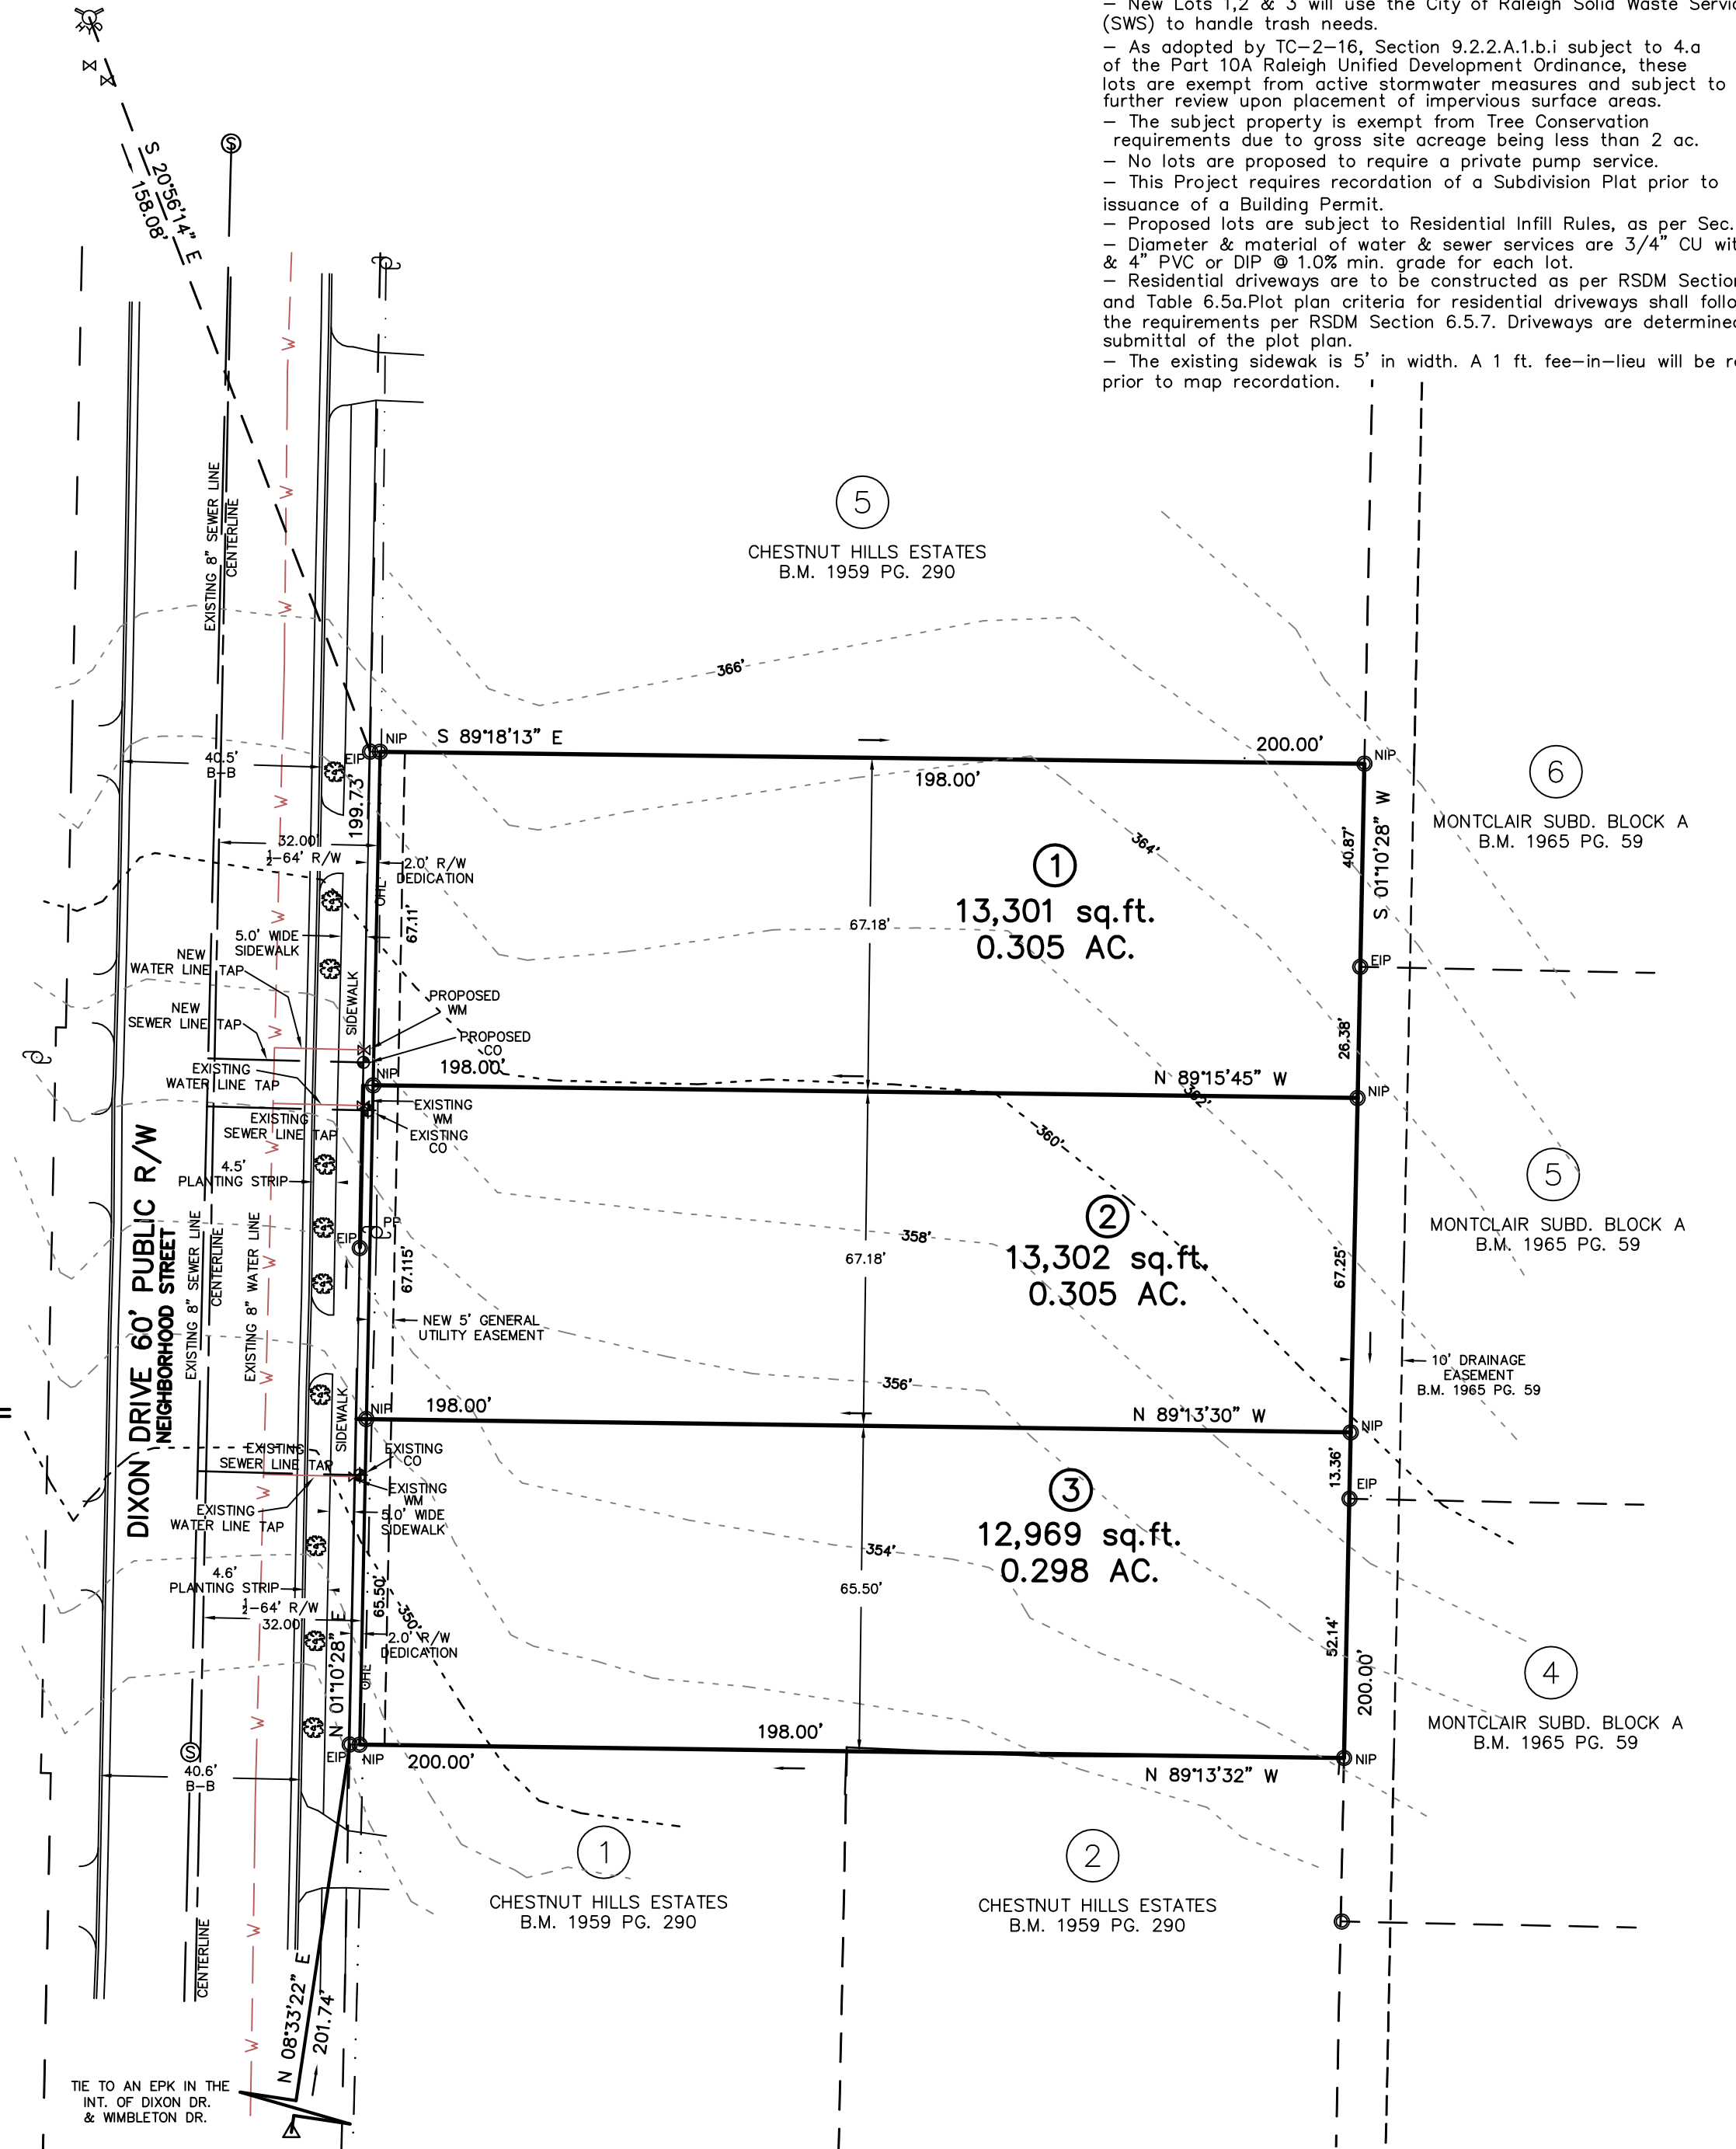 – New Lots 1,2 & 3 will use the City of Raleigh Solid Waste
(SWS) to handle trash needs.
– As adopted by TC–2–16, Section 9.2.2.A.1.b.i subject to 4.a
of the Part 10A Raleigh Unified Development Ordinance, these
lots are exempt from active stormwater measures and subject to
further review upon placement of impervious surface areas.
– The subject property is exempt from Tree Conservation
requirements due to gross site acreage being less than 2 ac.
– No lots are proposed to require a private pump service.
– This Project requires recordation of a Subdivision Plat prior to
issuance of a Building Permit.
– Proposed lots are subject to Residential Infill Rules, as per Sec.
– Diameter & material of water & sewer services are 3/4" CU
& 4" PVC or DIP @ 1.0% min. grade for each lot.
– Residential driveways are to be constructed as per RSDM
and Table 6.5a.Plot plan criteria for residential driveways shall
the requirements per RSDM Section 6.5.7. Driveways are
submittal of the plot plan.
– The existing sidewak is 5' in width. A 1 ft. fee–in–lieu will be
prior to map recordation.
HYD
S 20°56'14" E
158.08'
S
EXISTING 8" SEWER LINE
CENTERLINE
W
W
W
W
5
CHESTNUT HILLS ESTATES
B.M. 1959 PG. 290
366'
NIP
EIP
S 89°18'13" E
200.00'
198.00'
NIP
40.5'
B–B
199.73'
32.00'
½–64' R/W
2.0' R/W
DEDICATION
OHL
67.11'
5.0' WIDE
SIDEWALK
SIDEWALK
NEW
WATER LINE TAP
NEW
SEWER LINE TAP
PROPOSED
WM
PROPOSED
CO
67.18'
1
13,301 sq.ft.
0.305 AC.
364'
40.87'
S 01°10'28" W
6
MONTCLAIR SUBD. BLOCK A
B.M. 1965 PG. 59
EIP
26.38'
198.00'
NIP
N 89°15'45" W
NIP
362'
360'
EXISTING
WATER LINE TAP
EXISTING
SEWER LINE TAP
EXISTING
WM
EXISTING
CO
4.5'
PLANTING STRIP
DIXON DRIVE 60' PUBLIC R/W
NEIGHBORHOOD STREET
EXISTING 8" SEWER LINE
CENTERLINE
EXISTING 8" WATER LINE
EIP
PP
67.115'
NEW 5' GENERAL
UTILITY EASEMENT
67.18'
358'
2
13,302 sq.ft.
0.305 AC.
67.25'
5
MONTCLAIR SUBD. BLOCK A
B.M. 1965 PG. 59
10' DRAINAGE
EASEMENT
B.M. 1965 PG. 59
356'
198.00'
NIP
N 89°13'30" W
NIP
SIDEWALK
EXISTING
SEWER LINE TAP
EXISTING
CO
EXISTING
WM
EXISTING
WATER LINE TAP
5.0' WIDE
SIDEWALK
13.36'
EIP
3
12,969 sq.ft.
0.298 AC.
354'
65.50'
4.6'
PLANTING STRIP
½–64' R/W
32.00
65.50'
350'
2.0' R/W
DEDICATION
OHL
N 01°10'28" E
52.14'
200.00'
4
MONTCLAIR SUBD. BLOCK A
B.M. 1965 PG. 59
S
40.6'
B–B
EIP
NIP
200.00'
198.00'
N 89°13'32" W
NIP
1
CHESTNUT HILLS ESTATES
B.M. 1959 PG. 290
2
CHESTNUT HILLS ESTATES
B.M. 1959 PG. 290
CENTERLINE
N 08°33'22" E
201.74'
TIE TO AN EPK IN THE
INT. OF DIXON DR.
& WIMBLETON DR.